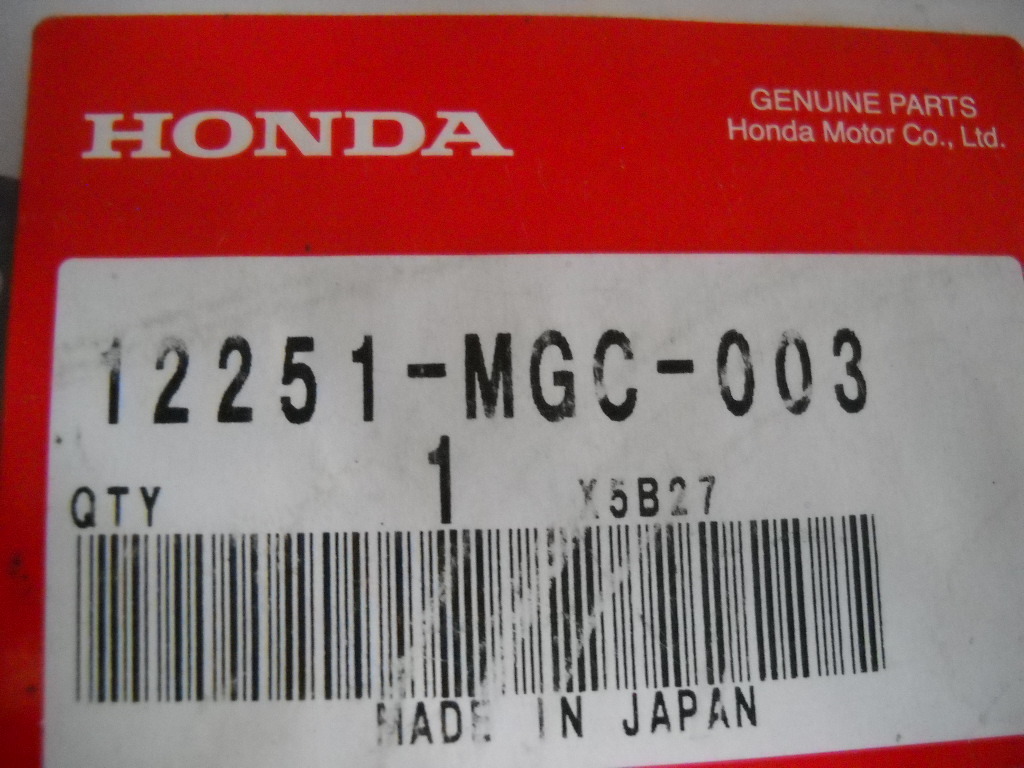 HONDA
GENUINE PARTS
Honda Motor Co., Ltd.
12251-MGC-003
QTY 1 X5B27
MADE IN JAPAN